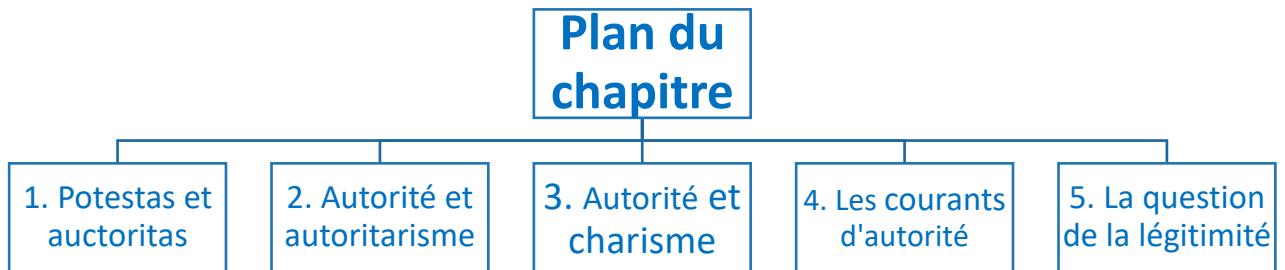 Plan du
chapitre
1. Potestas et
auctoritas
2. Autorité et
autoritarisme
3. Autorité et
charisme
4. Les courants
d'autorité
5. La question
de la légitimité